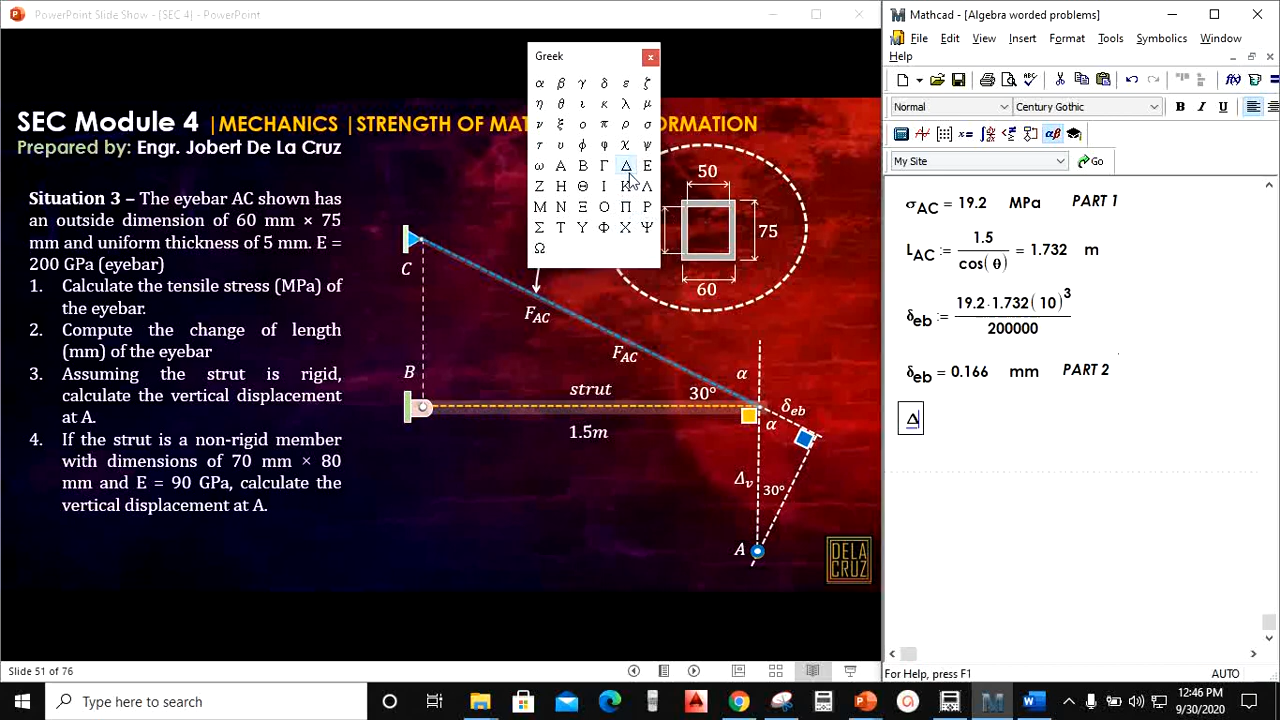 PowerPoint Slide Show - [SEC 4] - PowerPoint
SEC Module 4 |MECHANICS |STRENGTH OF MAT
ORMATION
Prepared by: Engr. Jobert De La Cruz
Situation 3 – The eyebar AC shown has
an outside dimension of 60 mm × 75
mm and uniform thickness of 5 mm. E =
200 GPa (eyebar)
1. Calculate the tensile stress (MPa) of
the eyebar.
2. Compute the change of length
(mm) of the eyebar
3. Assuming the strut is rigid,
calculate the vertical displacement
at A.
4. If the strut is a non-rigid member
with dimensions of 70 mm × 80
mm and E = 90 GPa, calculate the
vertical displacement at A.
Greek
α β γ δ ε ζ
η θ ι κ λ μ
ν ξ ο π ρ σ
τ υ ϕ φ χ ψ
ω Α Β Γ Δ Ε
Ζ Η Θ Ι Κ Λ
Μ Ν Ξ Ο Π Ρ
Σ Τ Υ Φ Χ Ψ
Ω
50
75
60
C
F_AC
F_AC
B
α
strut
30°
δ_eb
1.5m
α
Δ_v
30°
A
DELA
CRUZ
Slide 51 of 76
Mathcad - [Algebra worded problems]
File Edit View Insert Format Tools Symbolics Window
Help
Normal
Century Gothic
B I U
αβ
My Site
Go
σ_AC = 19.2 MPa PART 1
L_AC := 1.5/cos(θ) = 1.732 m
δ_eb := 19.2·1.732(10)^3/200000
δ_eb = 0.166 mm PART 2
Δ
For Help, press F1
AUTO
Type here to search
12:46 PM
9/30/2020